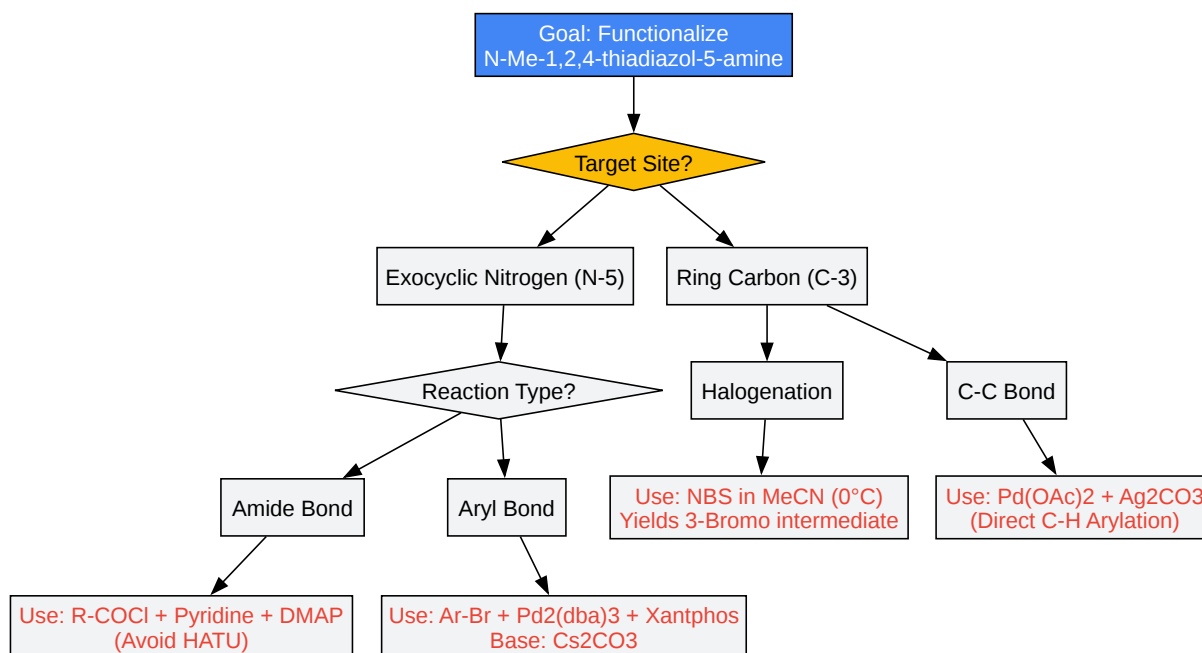 Goal: Functionalize
N-Me-1,2,4-thiadiazol-5-amine
Target Site?
Exocyclic Nitrogen (N-5)
Ring Carbon (C-3)
Reaction Type?
Halogenation
C-C Bond
Amide Bond
Aryl Bond
Use: NBS in MeCN (0°C)
Yields 3-Bromo intermediate
Use: Pd(OAc)2 + Ag2CO3
(Direct C-H Arylation)
Use: R-COCl + Pyridine + DMAP
(Avoid HATU)
Use: Ar-Br + Pd2(dba)3 + Xantphos
Base: Cs2CO3